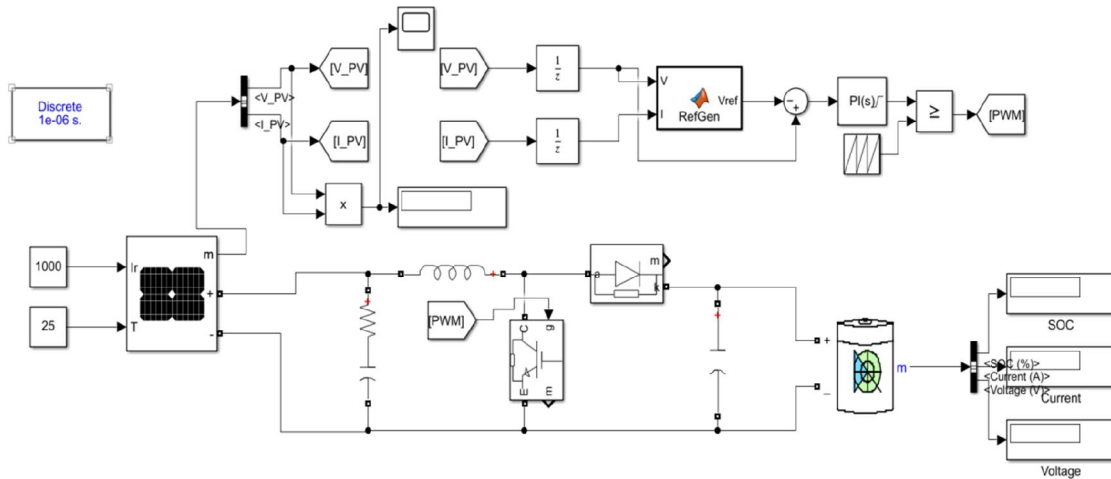 Discrete
1e-06 s.
<V_PV>
<I_PV>
[V_PV]
[I_PV]
[V_PV]
[I_PV]
1
z
1
z
V
I
Vref
RefGen
PI(s)
≥
[PWM]
x
1000
25
Ir
T
m
+
-
[PWM]
g
C
E
m
a
k
m
+
_
m
<SOC (%)>
<Current (A)>
<Voltage (V)>
SOC
Current
Voltage